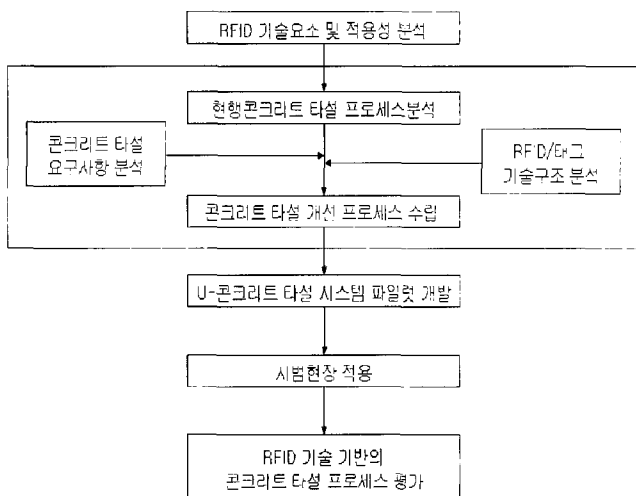 RFID 기술요소 및 적용성 분석
현행콘크리트 타설 프로세스분석
콘크리트 타설
요구사항 분석
RFID/태그
기술구조 분석
콘크리트 타설 개선 프로세스 수립
U-콘크리트 타설 시스템 파일럿 개발
시범현장 적용
RFID 기술 기반의
콘크리트 타설 프로세스 평가